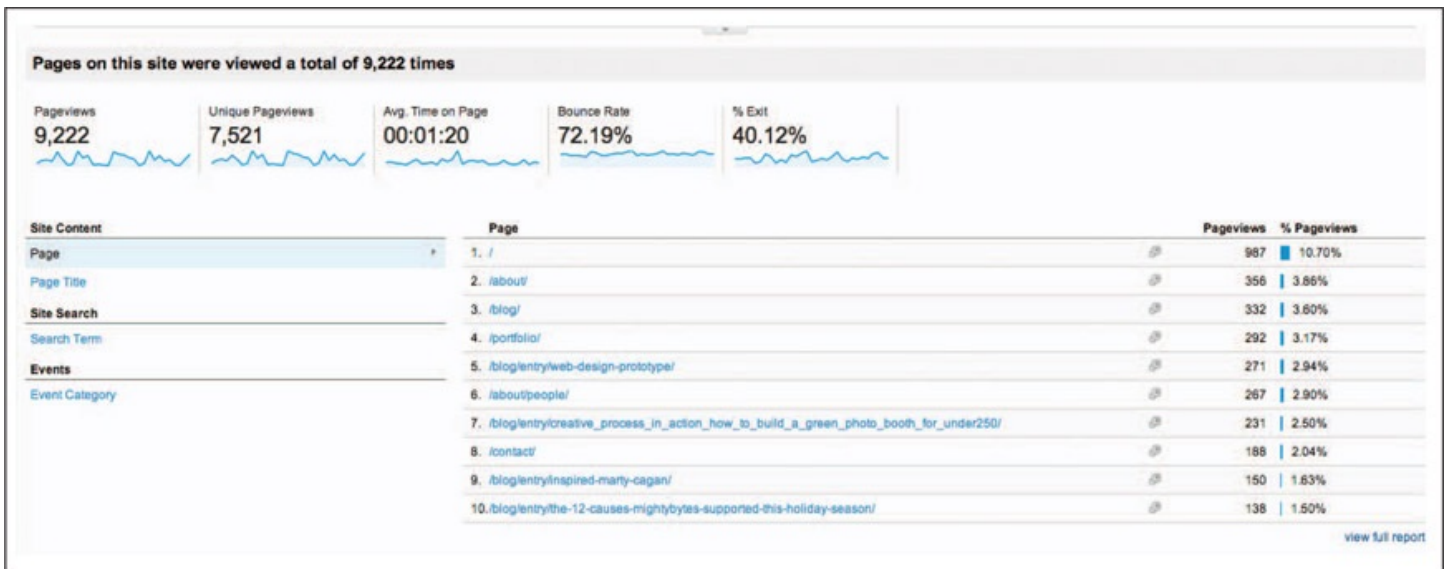 Pages on this site were viewed a total of 9,222 times
Pageviews Unique Pageviews Avg. Time on Page Bounce Rate % Exit
9,222 7,521 00:01:20 72.19% 40.12%
Site Content
Page
Page Title
Site Search
Search Term
Events
Event Category
Page Pageviews % Pageviews
1. / 987 10.70%
2. /about/ 356 3.86%
3. /blog/ 332 3.60%
4. /portfolio/ 292 3.17%
5. /blog/entry/web-design-prototype/ 271 2.94%
6. /about/people/ 267 2.90%
7. /blog/entry/creative_process_in_action_how_to_build_a_green_photo_booth_for_under250/ 231 2.50%
8. /contact/ 188 2.04%
9. /blog/entry/inspired-marty-cagan/ 150 1.63%
10. /blog/entry/the-12-causes-mightybytes-supported-this-holiday-season/ 138 1.50%
view full report